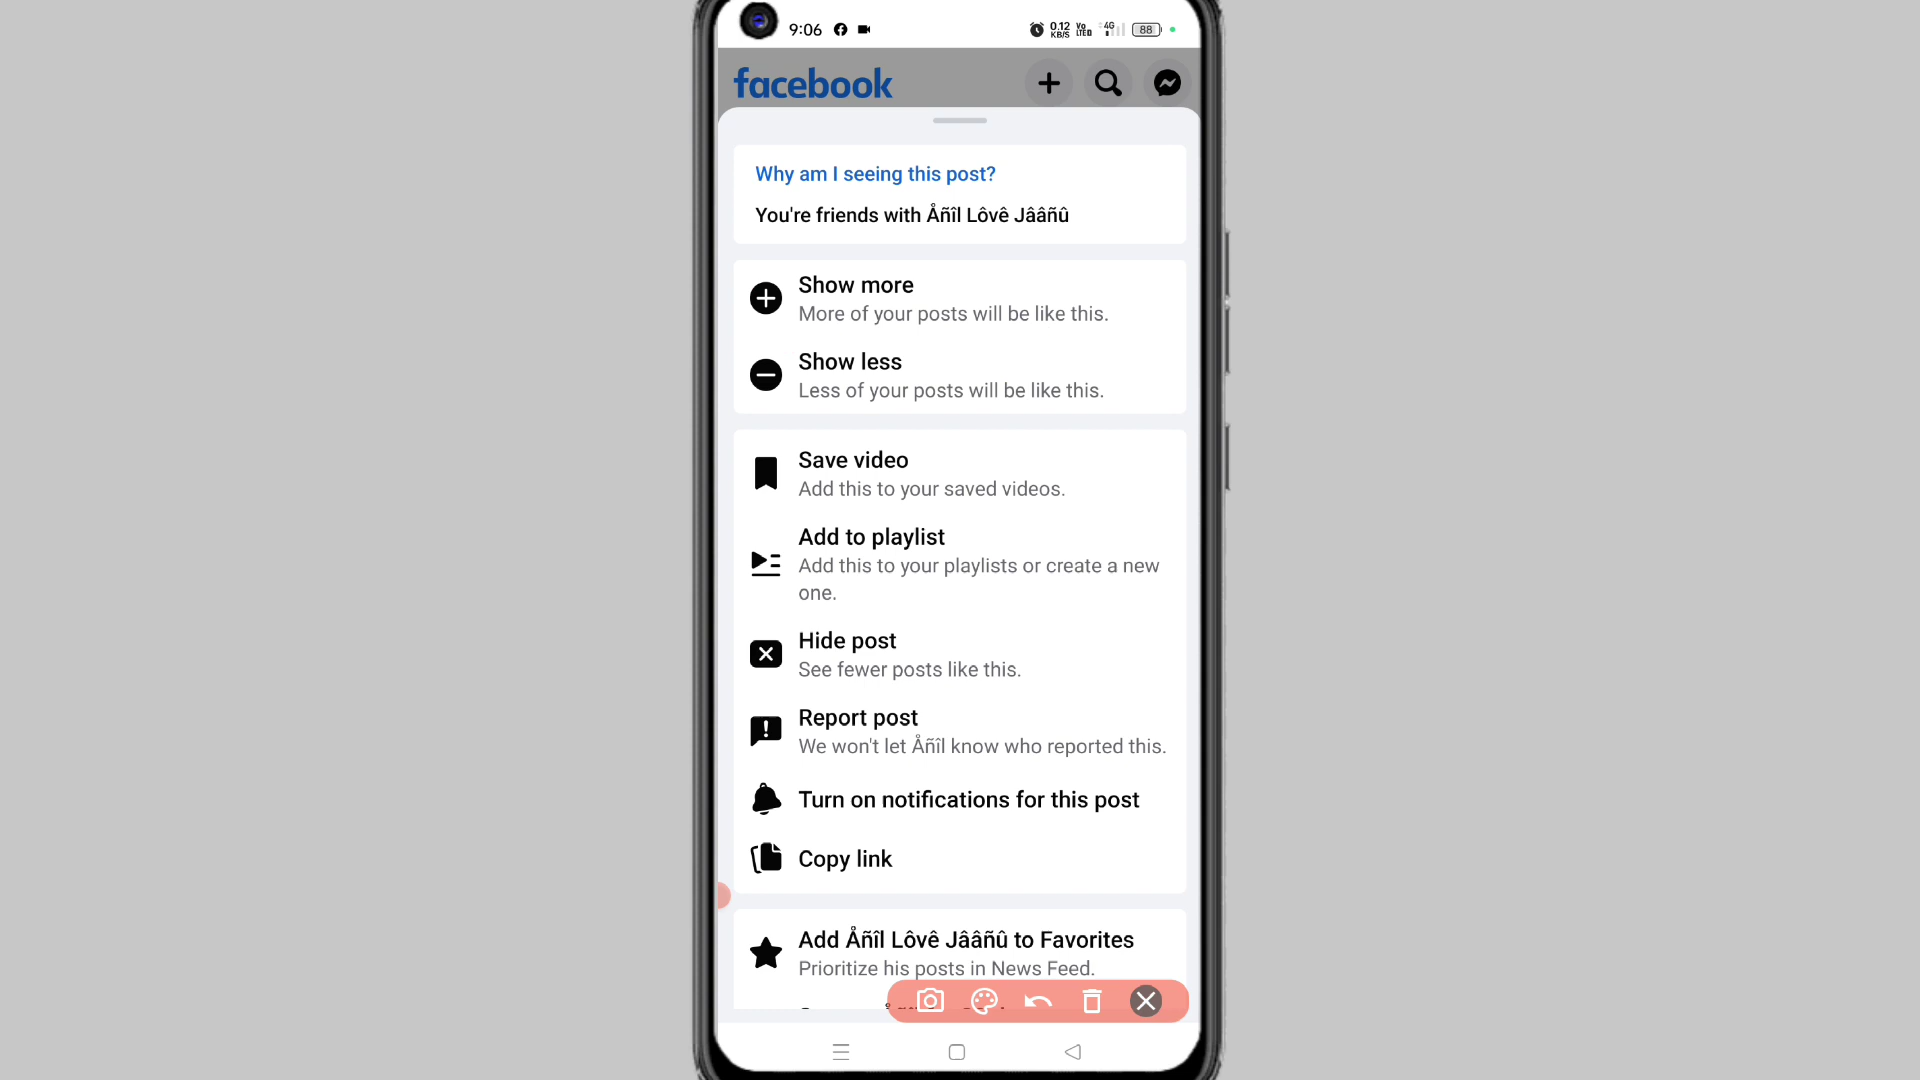 9:06 0.12 KB/S Vo LTE 4G 88
facebook
Why am I seeing this post?
You're friends with Åñîl Lôvê Jââñû
Show more
More of your posts will be like this.
Show less
Less of your posts will be like this.
Save video
Add this to your saved videos.
Add to playlist
Add this to your playlists or create a new
one.
Hide post
See fewer posts like this.
Report post
We won't let Åñîl know who reported this.
Turn on notifications for this post
Copy link
Add Åñîl Lôvê Jââñû to Favorites
Prioritize his posts in News Feed.